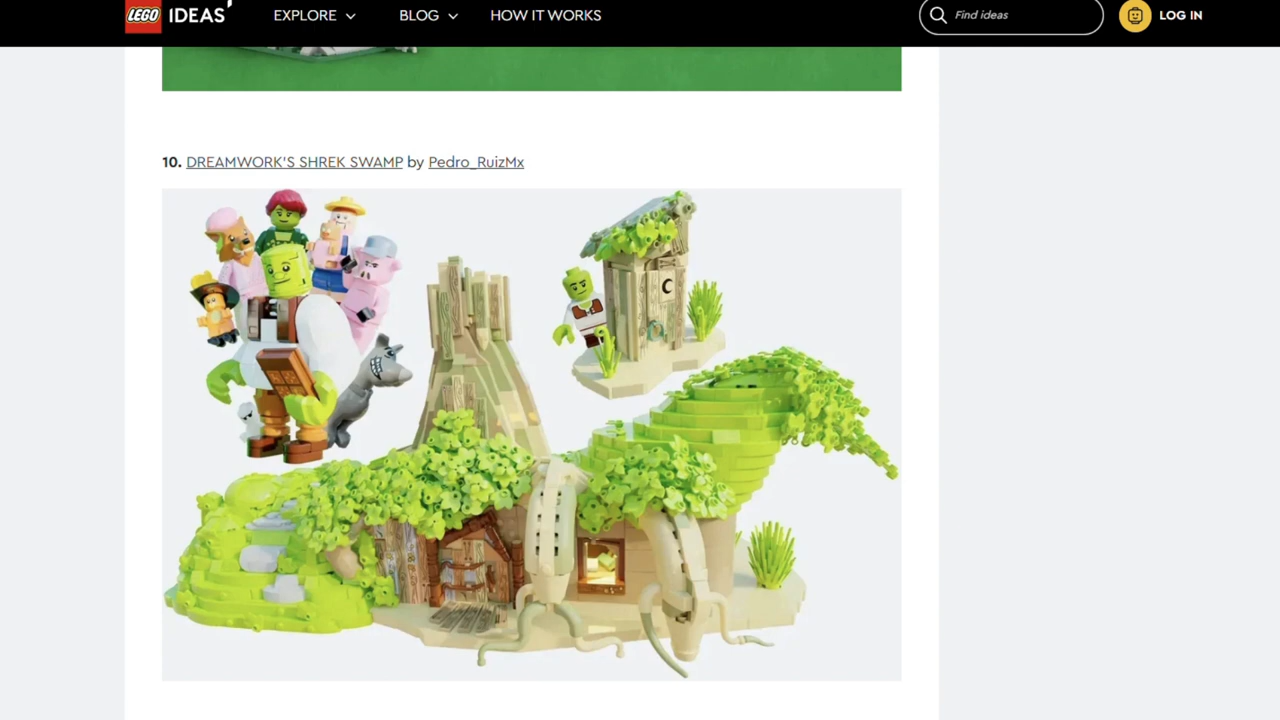 LEGO IDEAS EXPLORE BLOG HOW IT WORKS Find ideas LOG IN
10. DREAMWORK'S SHREK SWAMP by Pedro_RuizMx